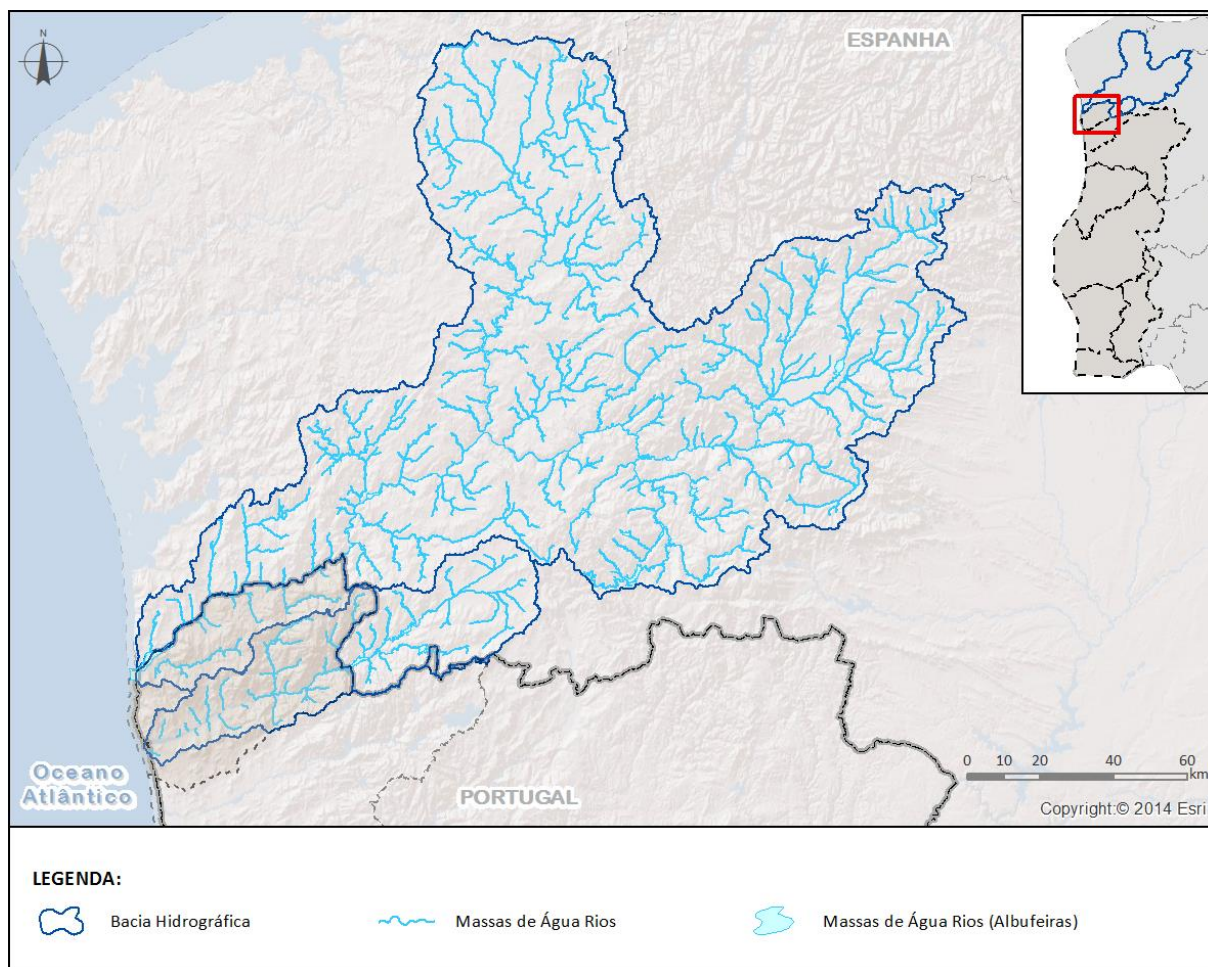 N
ESPANHA
Oceano
Atlântico
PORTUGAL
0 10 20 40 60
km
Copyright:© 2014 Esri
LEGENDA:
Bacia Hidrográfica
Massas de Água Rios
Massas de Água Rios (Albufeiras)